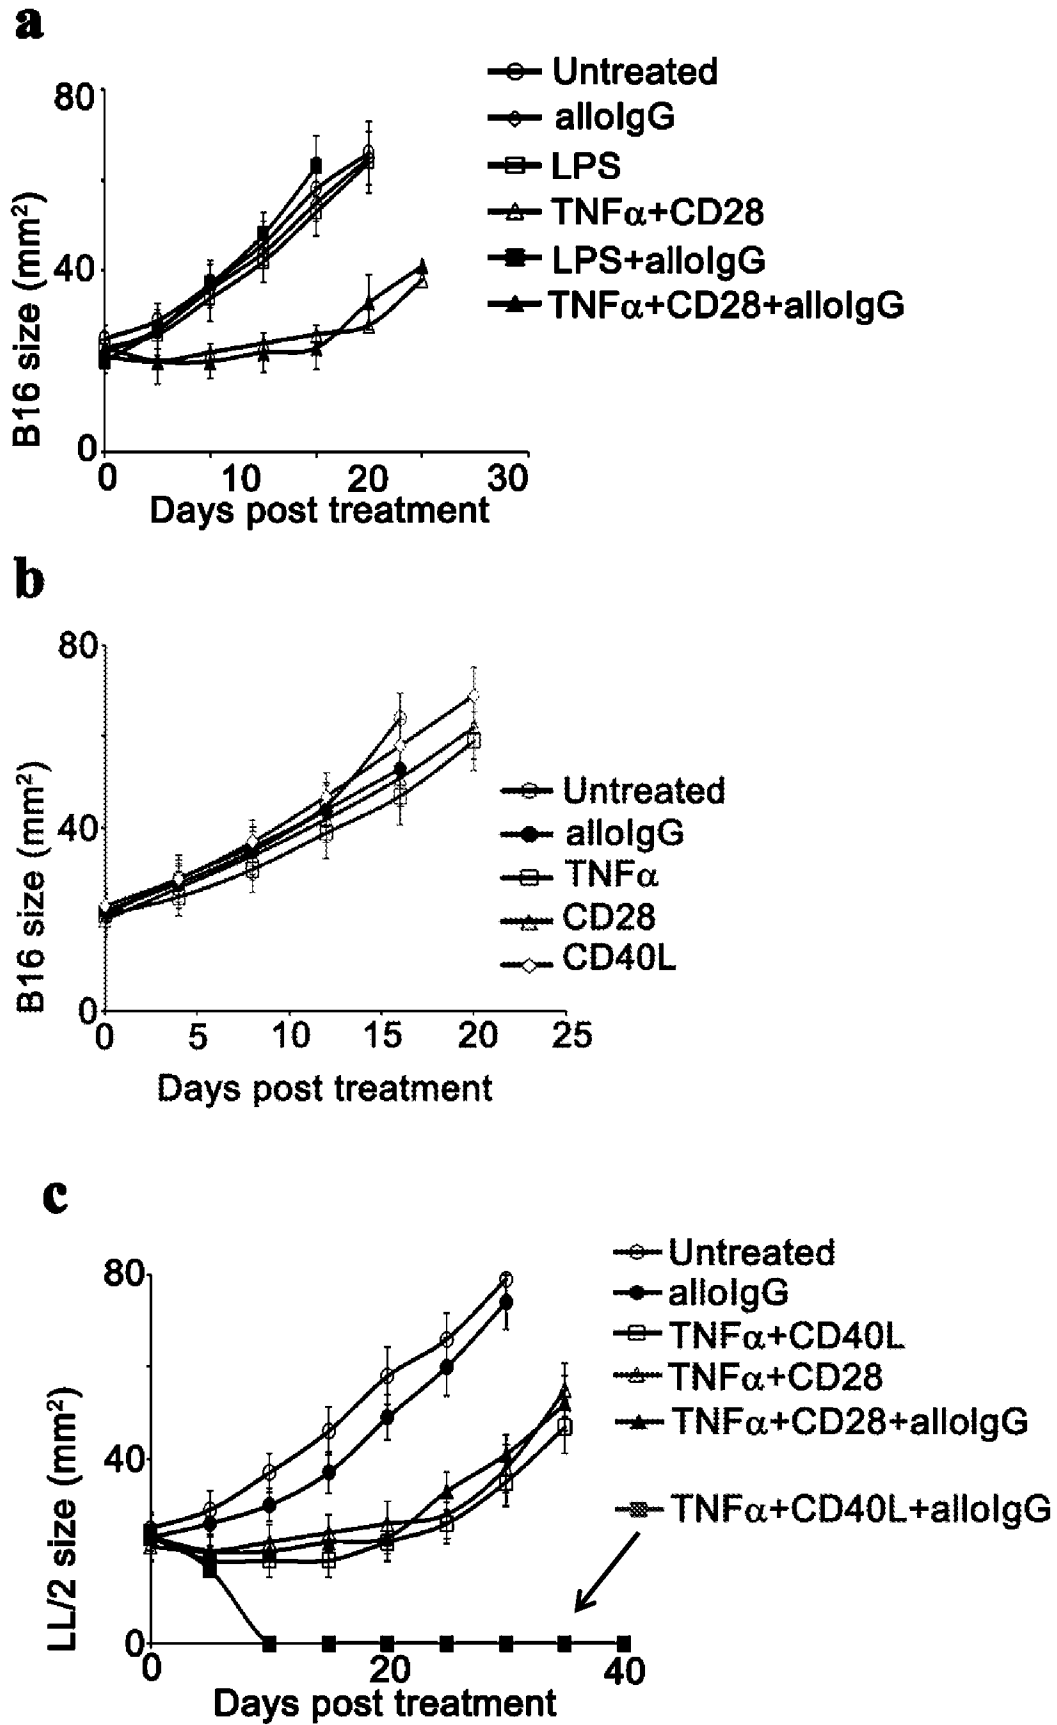 a
80
40
0
B16 size (mm²)
0 10 20 30
Days post treatment
Untreated
alloIgG
LPS
TNFα+CD28
LPS+alloIgG
TNFα+CD28+alloIgG
b
80
40
0
B16 size (mm²)
0 5 10 15 20 25
Days post treatment
Untreated
alloIgG
TNFα
CD28
CD40L
c
80
40
0
LL/2 size (mm²)
0 20 40
Days post treatment
Untreated
alloIgG
TNFα+CD40L
TNFα+CD28
TNFα+CD28+alloIgG
TNFα+CD40L+alloIgG